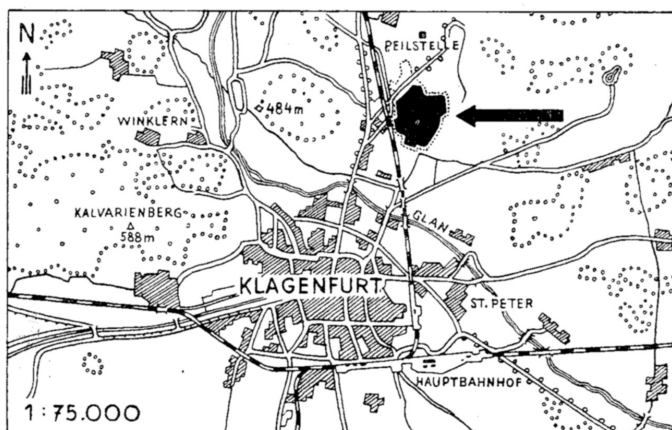 N
PEILSTELLE
484m
WINKLERN
KALVARIENBERG
588m
GLAN
KLAGENFURT
ST. PETER
HAUPTBAHNHOF
1:75.000